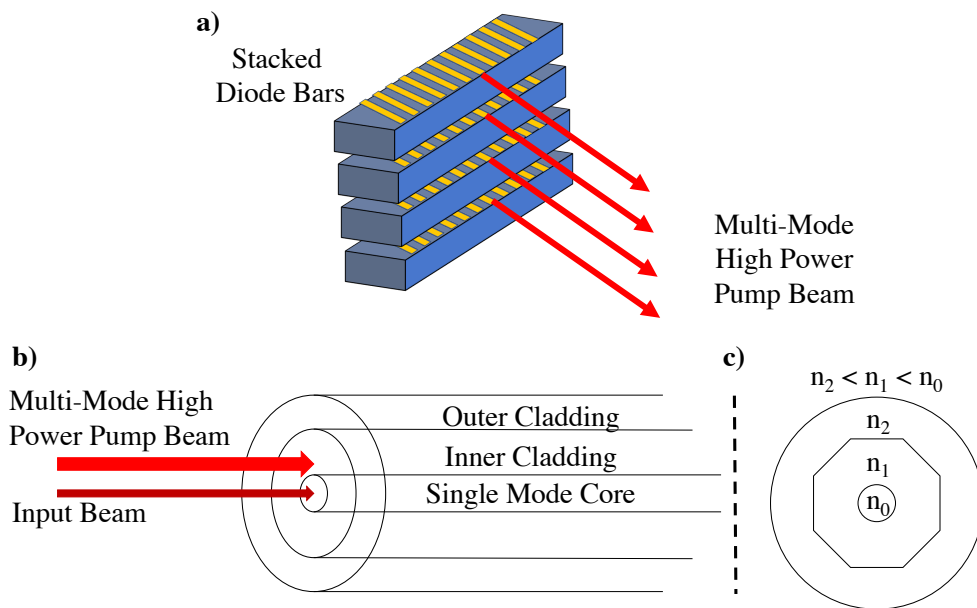 a)
Stacked
Diode Bars
Multi-Mode
High Power
Pump Beam
b)
Multi-Mode High
Power Pump Beam
Input Beam
Outer Cladding
Inner Cladding
Single Mode Core
c)
n₂ < n₁ < n₀
n₂
n₁
n₀